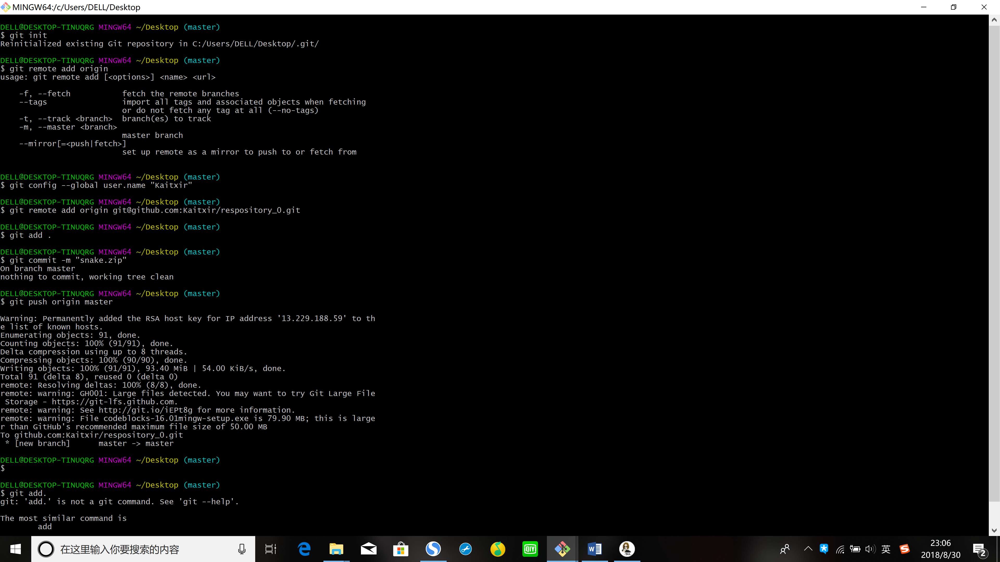 MINGW64:/c/Users/DELL/Desktop
DELL@DESKTOP-TINUQRG MINGW64 ~/Desktop (master)
$ git init
Reinitialized existing Git repository in C:/Users/DELL/Desktop/.git/
DELL@DESKTOP-TINUQRG MINGW64 ~/Desktop (master)
$ git remote add origin
usage: git remote add [<options>] <name> <url>
    -f, --fetch           fetch the remote branches
    --tags                import all tags and associated objects when fetching
                          or do not fetch any tag at all (--no-tags)
    -t, --track <branch>  branch(es) to track
    -m, --master <branch>
                          master branch
    --mirror[=<push|fetch>]
                          set up remote as a mirror to push to or fetch from
DELL@DESKTOP-TINUQRG MINGW64 ~/Desktop (master)
$ git config --global user.name "Kaitxir"
DELL@DESKTOP-TINUQRG MINGW64 ~/Desktop (master)
$ git remote add origin git@github.com:Kaitxir/respository_0.git
DELL@DESKTOP-TINUQRG MINGW64 ~/Desktop (master)
$ git add .
DELL@DESKTOP-TINUQRG MINGW64 ~/Desktop (master)
$ git commit -m "snake.zip"
On branch master
nothing to commit, working tree clean
DELL@DESKTOP-TINUQRG MINGW64 ~/Desktop (master)
$ git push origin master
Warning: Permanently added the RSA host key for IP address '13.229.188.59' to th
e list of known hosts.
Enumerating objects: 91, done.
Counting objects: 100% (91/91), done.
Delta compression using up to 8 threads.
Compressing objects: 100% (90/90), done.
Writing objects: 100% (91/91), 93.40 MiB | 54.00 KiB/s, done.
Total 91 (delta 8), reused 0 (delta 0)
remote: Resolving deltas: 100% (8/8), done.
remote: warning: GH001: Large files detected. You may want to try Git Large File
 Storage - https://git-lfs.github.com.
remote: warning: See http://git.io/iEPt8g for more information.
remote: warning: File codeblocks-16.01mingw-setup.exe is 79.90 MB; this is large
r than GitHub's recommended maximum file size of 50.00 MB
To github.com:Kaitxir/respository_0.git
 * [new branch]      master -> master
DELL@DESKTOP-TINUQRG MINGW64 ~/Desktop (master)
$
DELL@DESKTOP-TINUQRG MINGW64 ~/Desktop (master)
$ git add.
git: 'add.' is not a git command. See 'git --help'.
The most similar command is
        add
在这里输入你要搜索的内容
iQIYI
W
英
S
23:06
2018/8/30
2